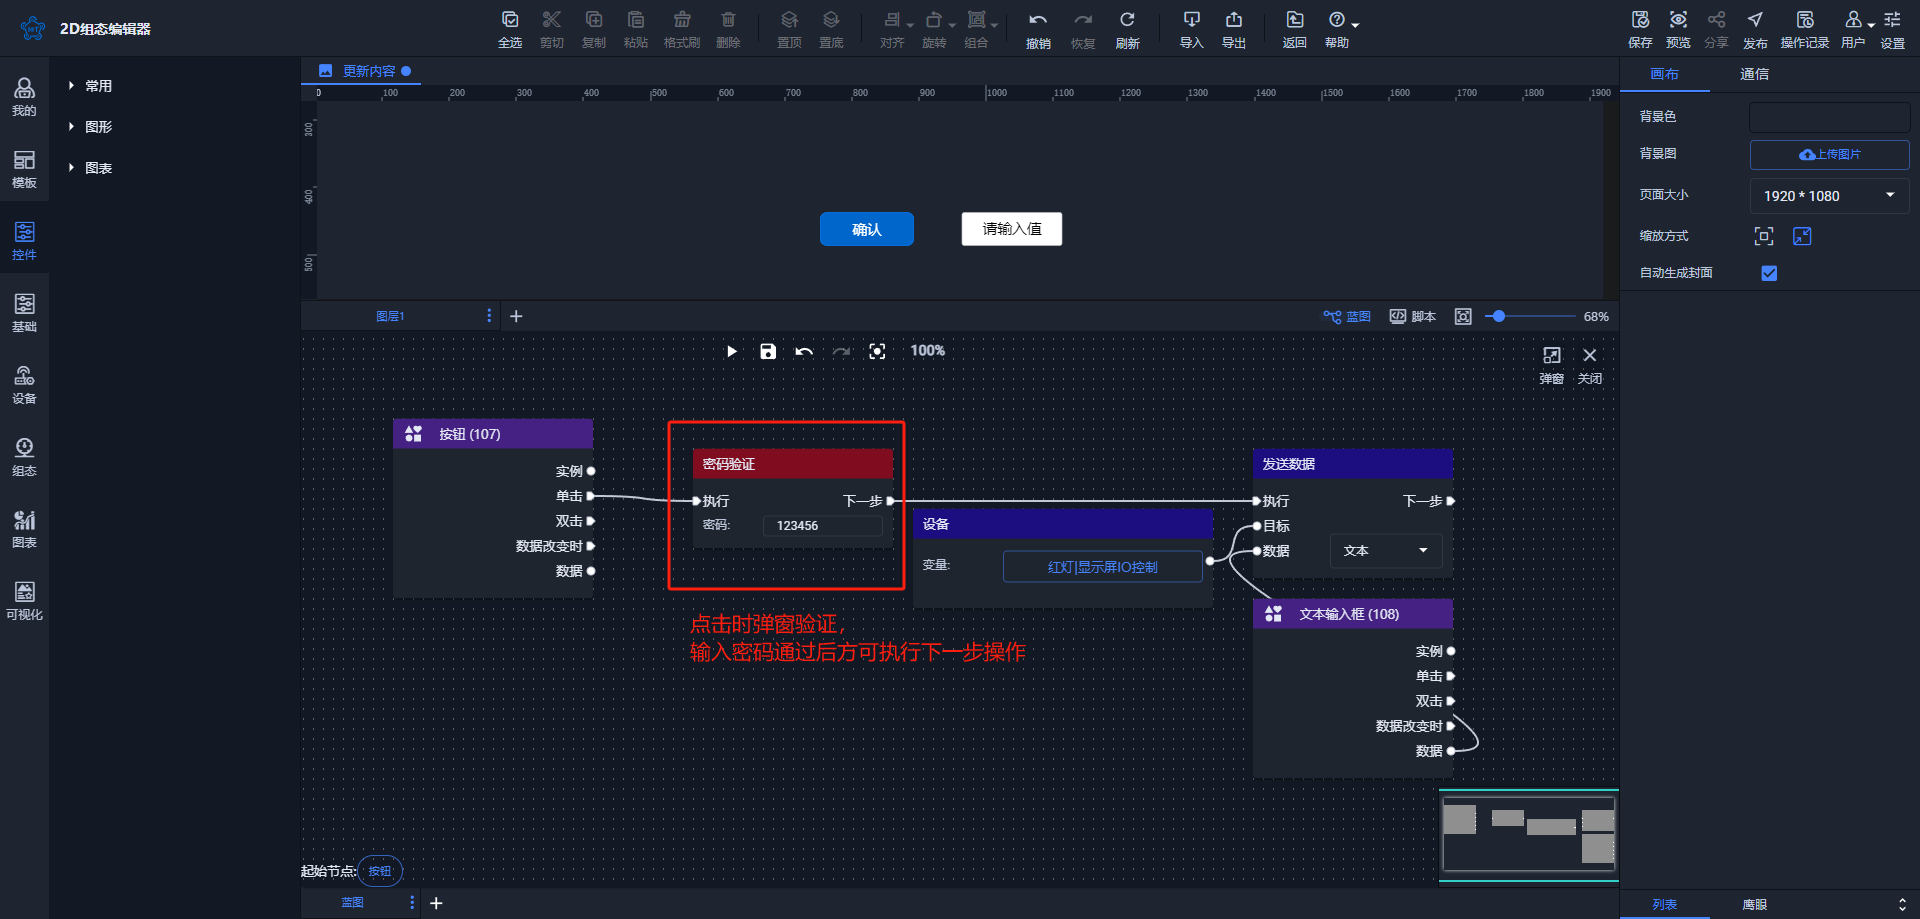 2D组态编辑器
全选 剪切 复制 粘贴 格式刷 删除 置顶 置底 对齐 旋转 组合 撤销 恢复 刷新 导入 导出 返回 帮助 保存 预览 分享 发布 操作记录 用户 设置
我的
模板
控件
基础
设备
组态
图表
可视化
常用
图形
图表
更新内容
0 100 200 300 400 500 600 700 800 900 1000 1100 1200 1300 1400 1500 1600 1700 1800 1900
300
400
500
确认
请输入值
图层1
蓝图 脚本 68%
100%
弹窗 关闭
按钮 (107)
实例
单击
双击
数据改变时
数据
密码验证
执行 下一步
密码: 123456
点击时弹窗验证,
输入密码通过后方可执行下一步操作
设备
变量: 红灯|显示屏IO控制
发送数据
执行 下一步
目标
数据 文本
文本输入框 (108)
实例
单击
双击
数据改变时
数据
起始节点: 按钮
蓝图
画布 通信
背景色
背景图 上传图片
页面大小 1920 * 1080
缩放方式
自动生成封面
列表 鹰眼